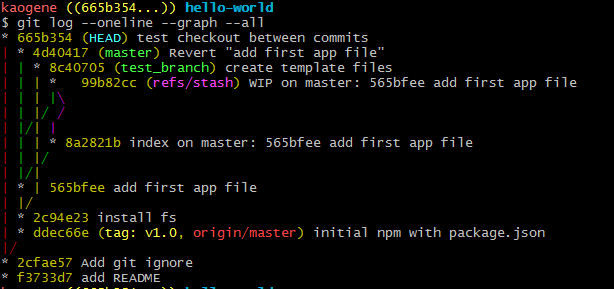 kaogene ((665b354...)) hello-world
$ git log --oneline --graph --all
* 665b354 (HEAD) test checkout between commits
| * 4d40417 (master) Revert "add first app file"
| | * 8c40705 (test_branch) create template files
| | | *   99b82cc (refs/stash) WIP on master: 565bfee add first app file
| | | |\
| | |/ /
| |/| |
| | | * 8a2821b index on master: 565bfee add first app file
| | |/
| |/|
| * | 565bfee add first app file
| |/
| * 2c94e23 install fs
| * ddec66e (tag: v1.0, origin/master) initial npm with package.json
|/
* 2cfae57 Add git ignore
* f3733d7 add README